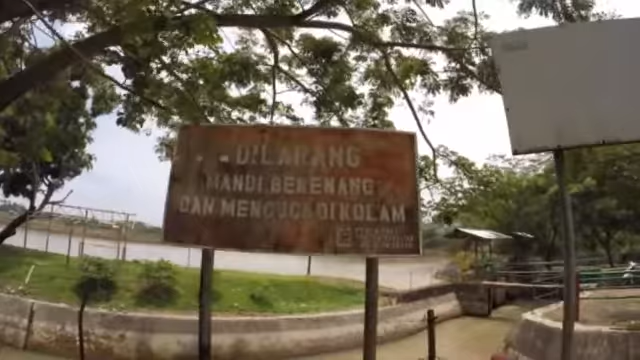 DILARANG
MANDI BERENANG
DAN MENCUCI DI KOLAM